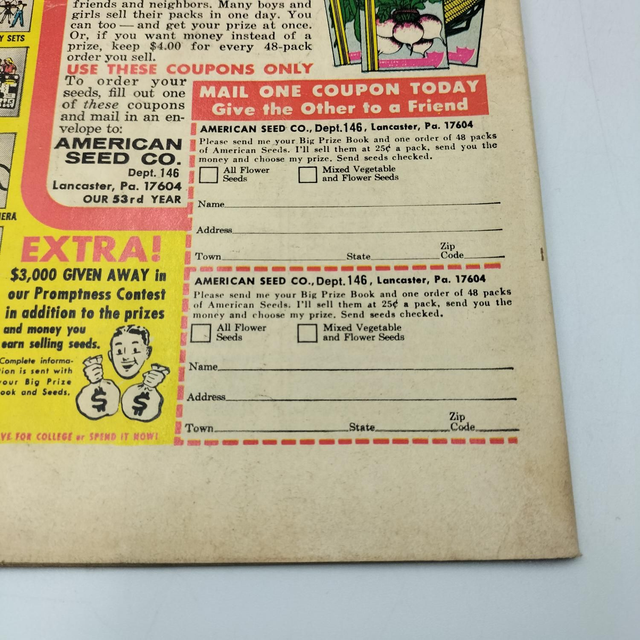 friends and neighbors. Many boys and
girls sell their packs in one day. You
can too — and get your prize at once.
Or, if you want money instead of a
prize, keep $4.00 for every 48-pack
order you sell.
USE THESE COUPONS ONLY
To order your
seeds, fill out one
of these coupons
and mail in an en-
velope to:
AMERICAN
SEED CO.
Dept. 146
Lancaster, Pa. 17604
OUR 53rd YEAR
SETS
EXTRA!
$3,000 GIVEN AWAY in
our Promptness Contest
in addition to the prizes
and money you
earn selling seeds.
Complete informa-
tion is sent with
your Big Prize
Book and Seeds.
$ $
SAVE FOR COLLEGE or SPEND IT NOW!
MAIL ONE COUPON TODAY
Give the Other to a Friend
AMERICAN SEED CO., Dept. 146, Lancaster, Pa. 17604
Please send me your Big Prize Book and one order of 48 packs
of American Seeds. I'll sell them at 25¢ a pack, send you the
money and choose my prize. Send seeds checked.
All Flower Seeds
Mixed Vegetable and Flower Seeds
Name
Address
Town State Zip Code
AMERICAN SEED CO., Dept. 146, Lancaster, Pa. 17604
Please send me your Big Prize Book and one order of 48 packs
of American Seeds. I'll sell them at 25¢ a pack, send you the
money and choose my prize. Send seeds checked.
All Flower Seeds
Mixed Vegetable and Flower Seeds
Name
Address
Town State Zip Code